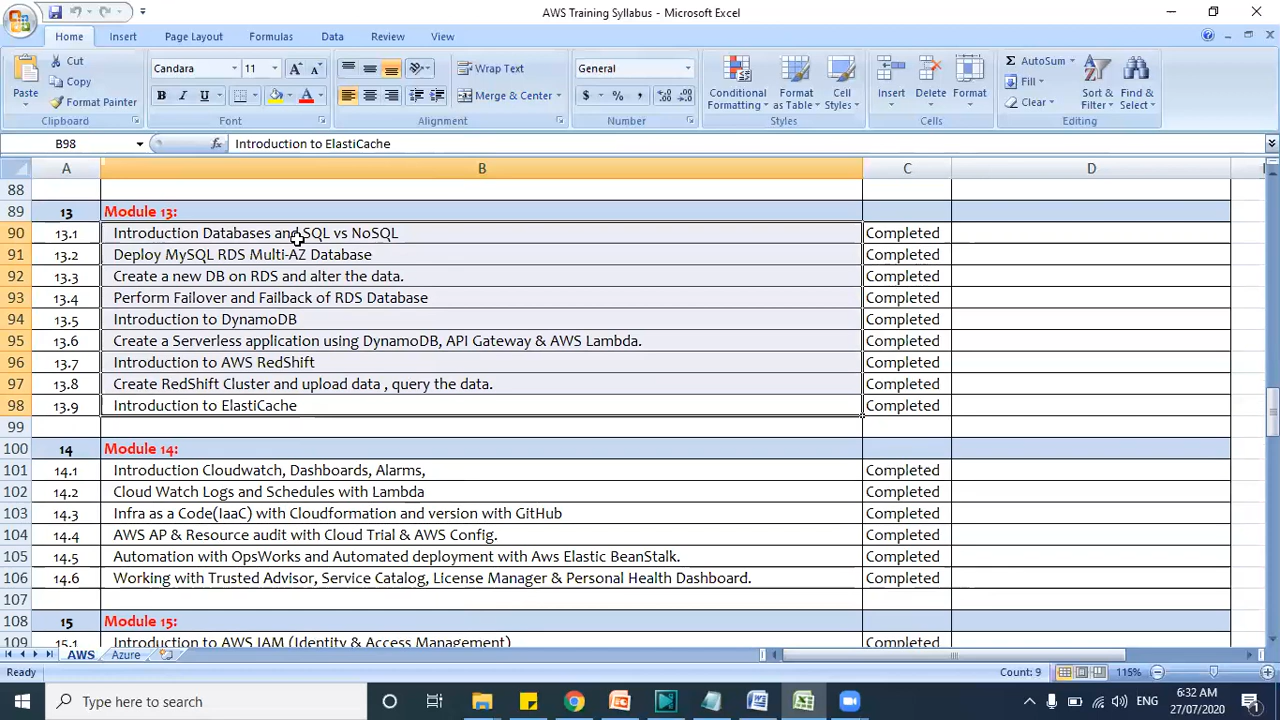 AWS Training Syllabus - Microsoft Excel
Home Insert Page Layout Formulas Data Review View
Paste
Cut
Copy
Format Painter
Clipboard
Candara 11
B I U
Font
Wrap Text
Merge & Center
Alignment
General
$ % ,
Number
Conditional Formatting
Format as Table
Cell Styles
Styles
Insert Delete Format
Cells
AutoSum
Fill
Clear
Sort & Filter
Find & Select
Editing
B98 fx Introduction to ElastiCache
A B C D
88
89 13 Module 13:
90 13.1 Introduction Databases and SQL vs NoSQL Completed
91 13.2 Deploy MySQL RDS Multi-AZ Database Completed
92 13.3 Create a new DB on RDS and alter the data. Completed
93 13.4 Perform Failover and Failback of RDS Database Completed
94 13.5 Introduction to DynamoDB Completed
95 13.6 Create a Serverless application using DynamoDB, API Gateway & AWS Lambda. Completed
96 13.7 Introduction to AWS RedShift Completed
97 13.8 Create RedShift Cluster and upload data , query the data. Completed
98 13.9 Introduction to ElastiCache Completed
99
100 14 Module 14:
101 14.1 Introduction Cloudwatch, Dashboards, Alarms, Completed
102 14.2 Cloud Watch Logs and Schedules with Lambda Completed
103 14.3 Infra as a Code(IaaC) with Cloudformation and version with GitHub Completed
104 14.4 AWS AP & Resource audit with Cloud Trial & AWS Config. Completed
105 14.5 Automation with OpsWorks and Automated deployment with Aws Elastic BeanStalk. Completed
106 14.6 Working with Trusted Advisor, Service Catalog, License Manager & Personal Health Dashboard. Completed
107
108 15 Module 15:
109 15.1 Introduction to AWS IAM (Identity & Access Management) Completed
AWS Azure
Ready Count: 9 115%
Type here to search
ENG
6:32 AM
27/07/2020
1